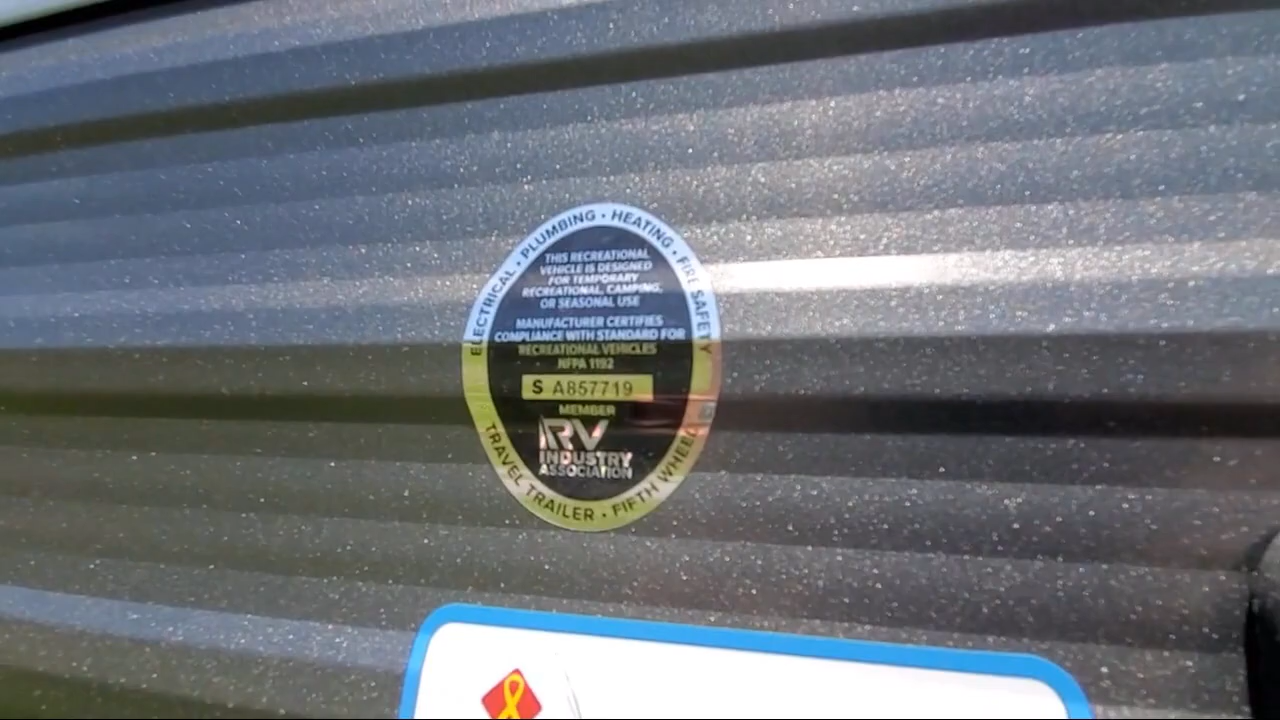 ELECTRICAL • PLUMBING • HEATING • FIRE SAFETY
THIS RECREATIONAL
VEHICLE IS DESIGNED
FOR TEMPORARY
RECREATIONAL, CAMPING,
OR SEASONAL USE
MANUFACTURER CERTIFIES
COMPLIANCE WITH STANDARD FOR
RECREATIONAL VEHICLES
NFPA 1192
S A857719
MEMBER
RV
INDUSTRY
ASSOCIATION
TRAVEL TRAILER • FIFTH WHEEL